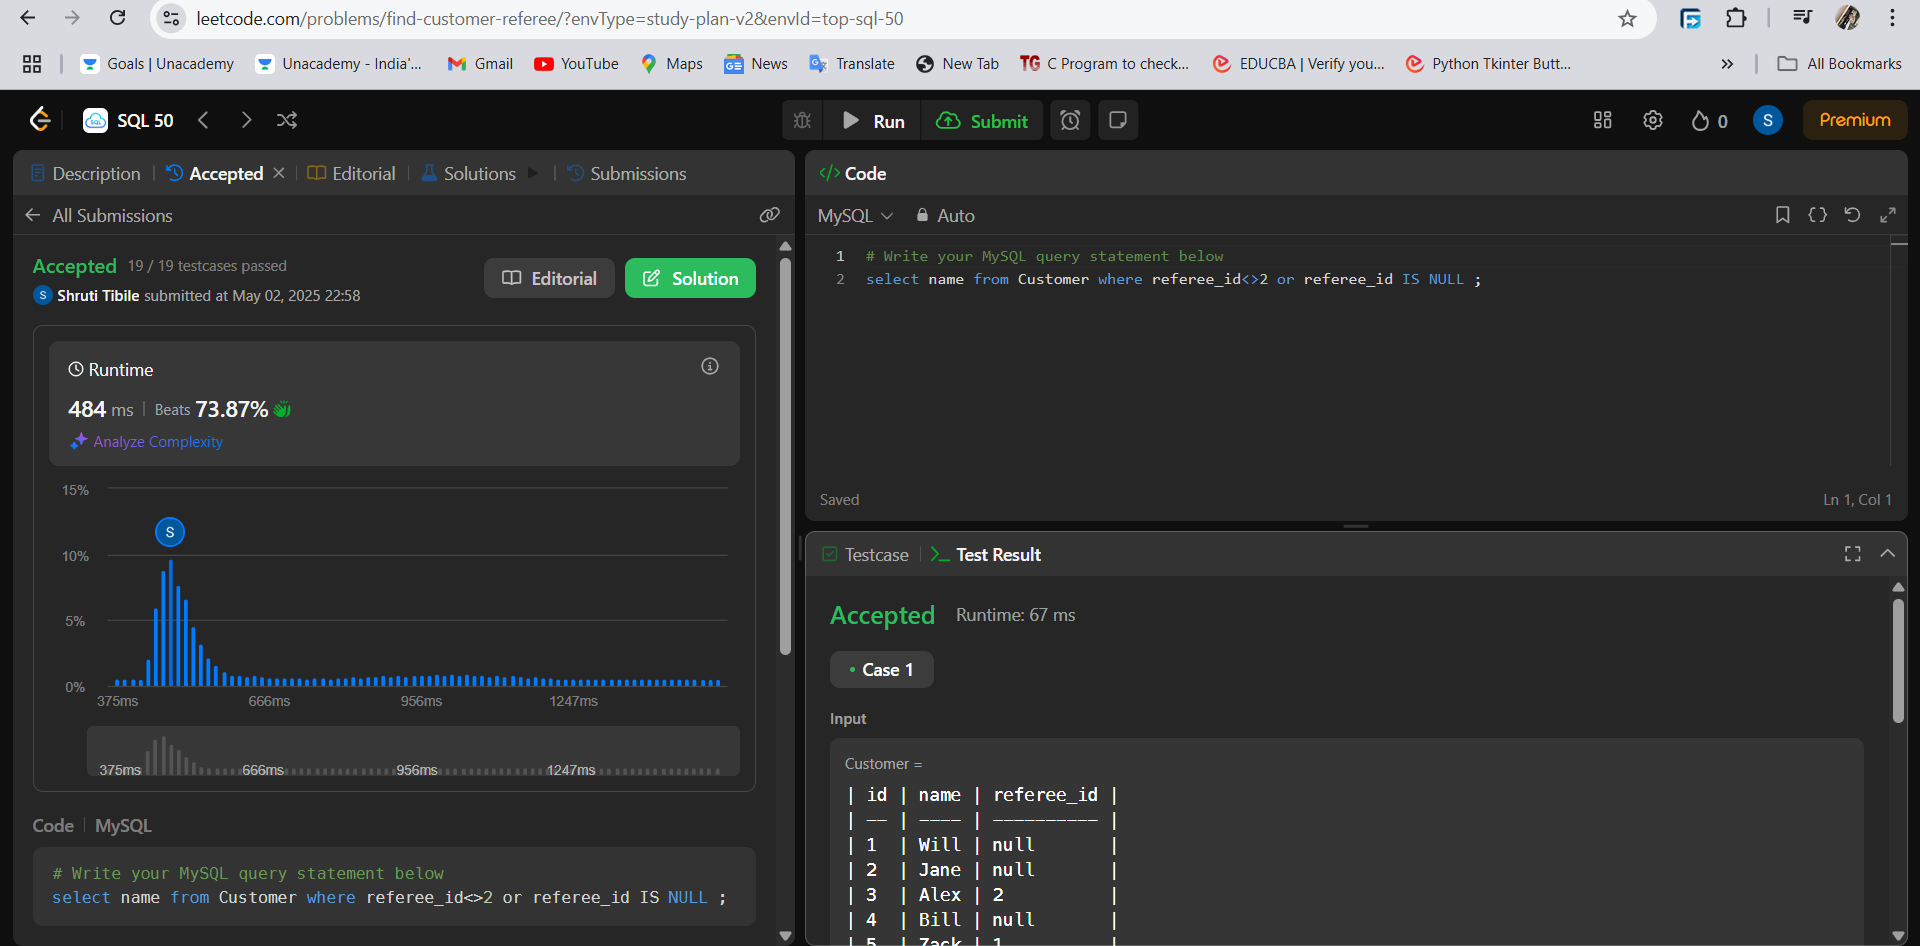 leetcode.com/problems/find-customer-referee/?envType=study-plan-v2&envId=top-sql-50
Goals | Unacademy
Unacademy - India'...
Gmail
YouTube
Maps
News
Translate
New Tab
TG C Program to check...
EDUCBA | Verify you...
Python Tkinter Butt...
All Bookmarks
SQL 50
Run
Submit
0
S
Premium
Description
Accepted
Editorial
Solutions
Submissions
All Submissions
Accepted 19 / 19 testcases passed
S Shruti Tibile submitted at May 02, 2025 22:58
Editorial
Solution
Runtime
484 ms | Beats 73.87%
Analyze Complexity
15%
S
10%
5%
0%
375ms 666ms 956ms 1247ms
375ms 666ms 956ms 1247ms
Code | MySQL
# Write your MySQL query statement below
select name from Customer where referee_id<>2 or referee_id IS NULL ;
</> Code
MySQL
Auto
1 # Write your MySQL query statement below
2 select name from Customer where referee_id<>2 or referee_id IS NULL ;
Saved
Ln 1, Col 1
Testcase
Test Result
Accepted Runtime: 67 ms
Case 1
Input
Customer =
| id | name | referee_id |
| -- | ---- | ---------- |
| 1 | Will | null |
| 2 | Jane | null |
| 3 | Alex | 2 |
| 4 | Bill | null |
| 5 | Zack | 1 |